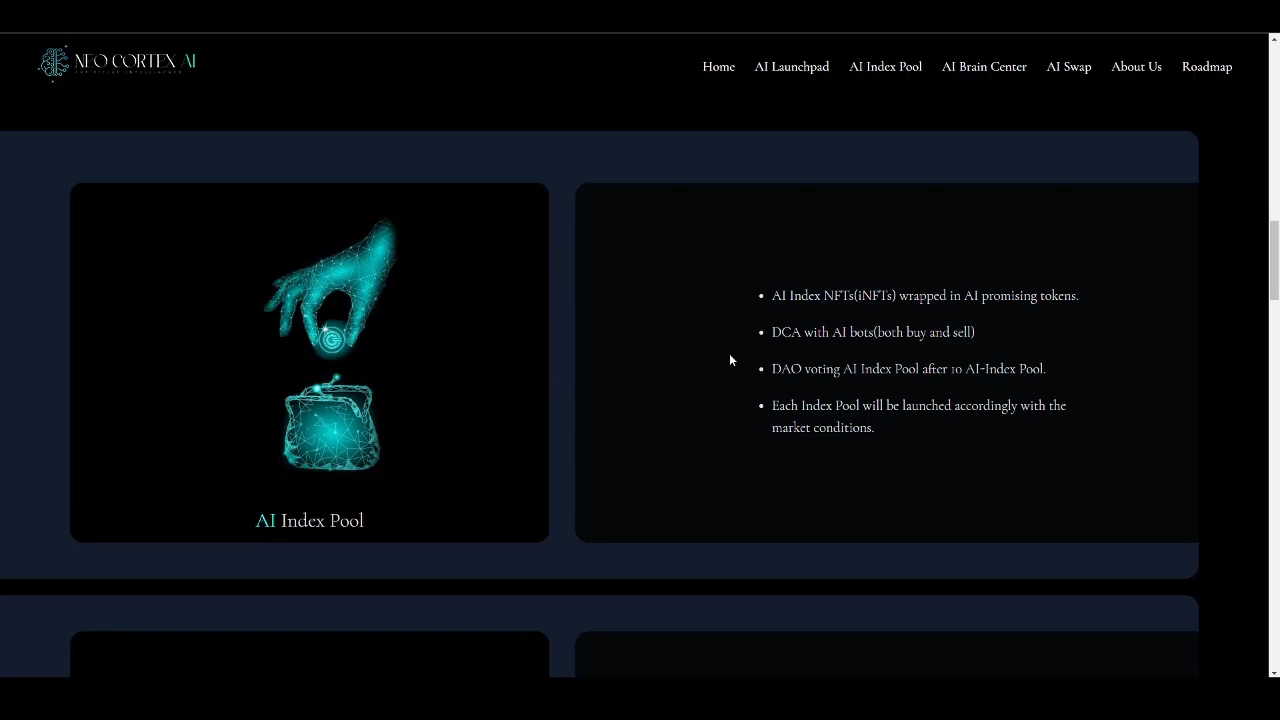 NEO CORTEX AI
ARTIFICIAL INTELLIGENCE
Home AI Launchpad AI Index Pool AI Brain Center AI Swap About Us Roadmap
AI Index NFTs(iNFTs) wrapped in AI promising tokens.
DCA with AI bots(both buy and sell)
DAO voting AI Index Pool after 10 AI-Index Pool.
Each Index Pool will be launched accordingly with the
market conditions.
AI Index Pool